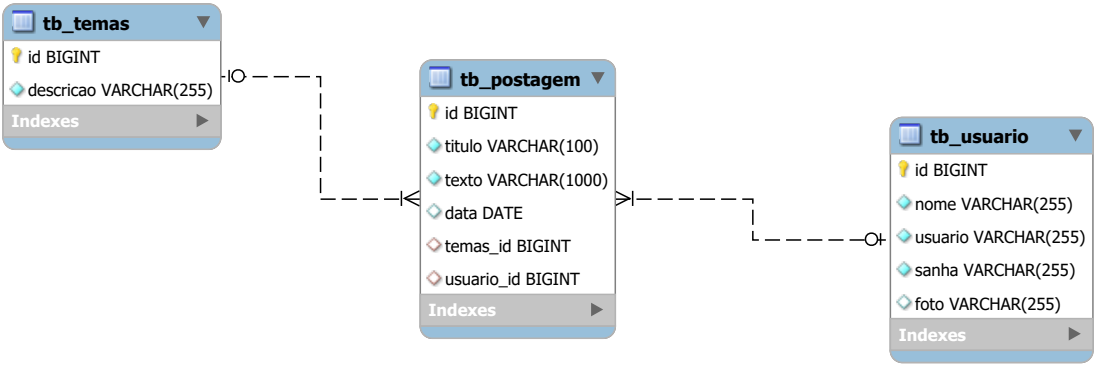 tb_temas
id BIGINT
descricao VARCHAR(255)
Indexes
tb_postagem
id BIGINT
titulo VARCHAR(100)
texto VARCHAR(1000)
data DATE
temas_id BIGINT
usuario_id BIGINT
Indexes
tb_usuario
id BIGINT
nome VARCHAR(255)
usuario VARCHAR(255)
sanha VARCHAR(255)
foto VARCHAR(255)
Indexes